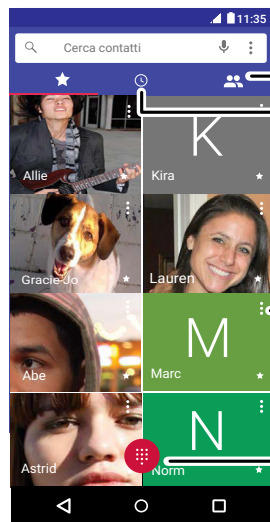 11:35
Cerca contatti
K
Allie
Kira
Gracie-Jo
Lauren
M
Abe
Marc
N
Astrid
Norm